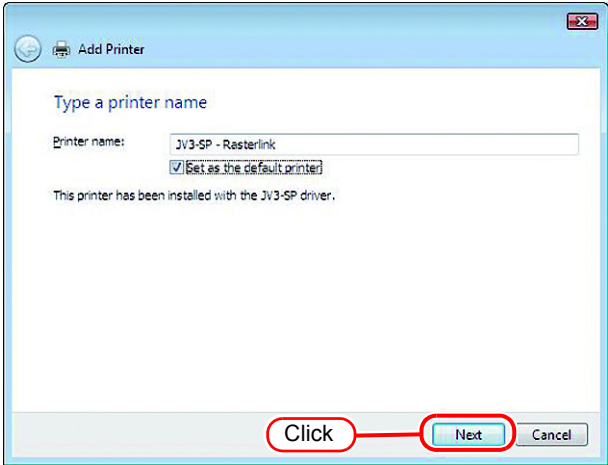 Add Printer
Type a printer name
Printer name: JV3-SP - Rasterlink
Set as the default printer
This printer has been installed with the JV3-SP driver.
Click Next Cancel